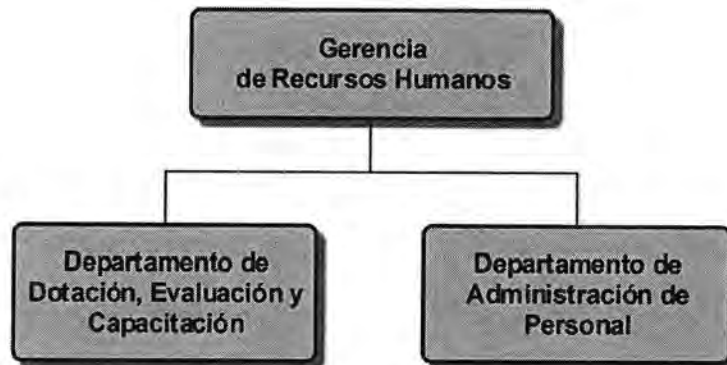 Gerencia
de Recursos Humanos
Departamento de
Dotación, Evaluación y
Capacitación
Departamento de
Administración de
Personal